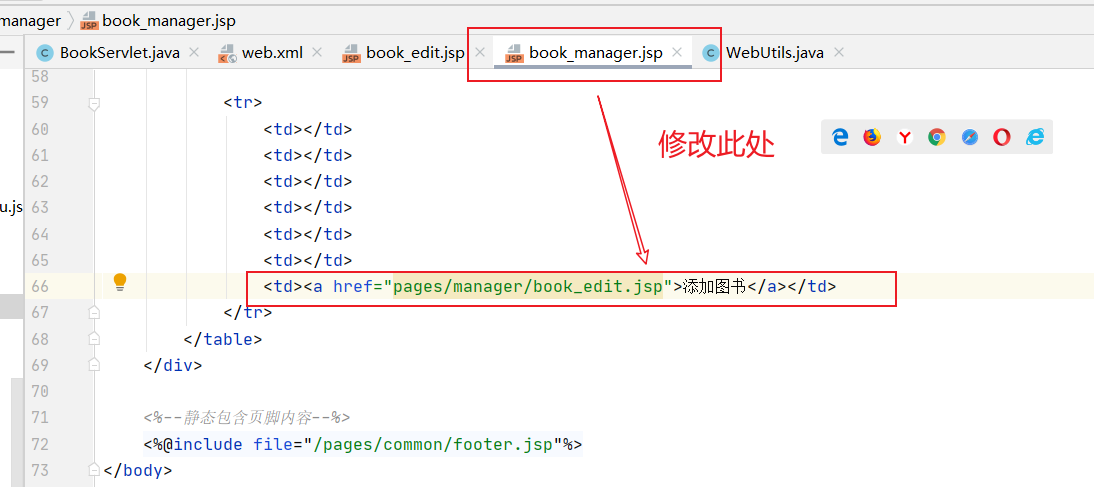 manager 〉 book_manager.jsp
BookServlet.java × web.xml × book_edit.jsp × book_manager.jsp × WebUtils.java ×
58
59 <tr>
60 <td></td>
修改此处
61 <td></td>
62 <td></td>
u.js 63 <td></td>
64 <td></td>
65 <td></td>
66 <td><a href="pages/manager/book_edit.jsp">添加图书</a></td>
67 </tr>
68 </table>
69 </div>
70
71 <%--静态包含页脚内容--%>
72 <%@include file="/pages/common/footer.jsp"%>
73 </body>